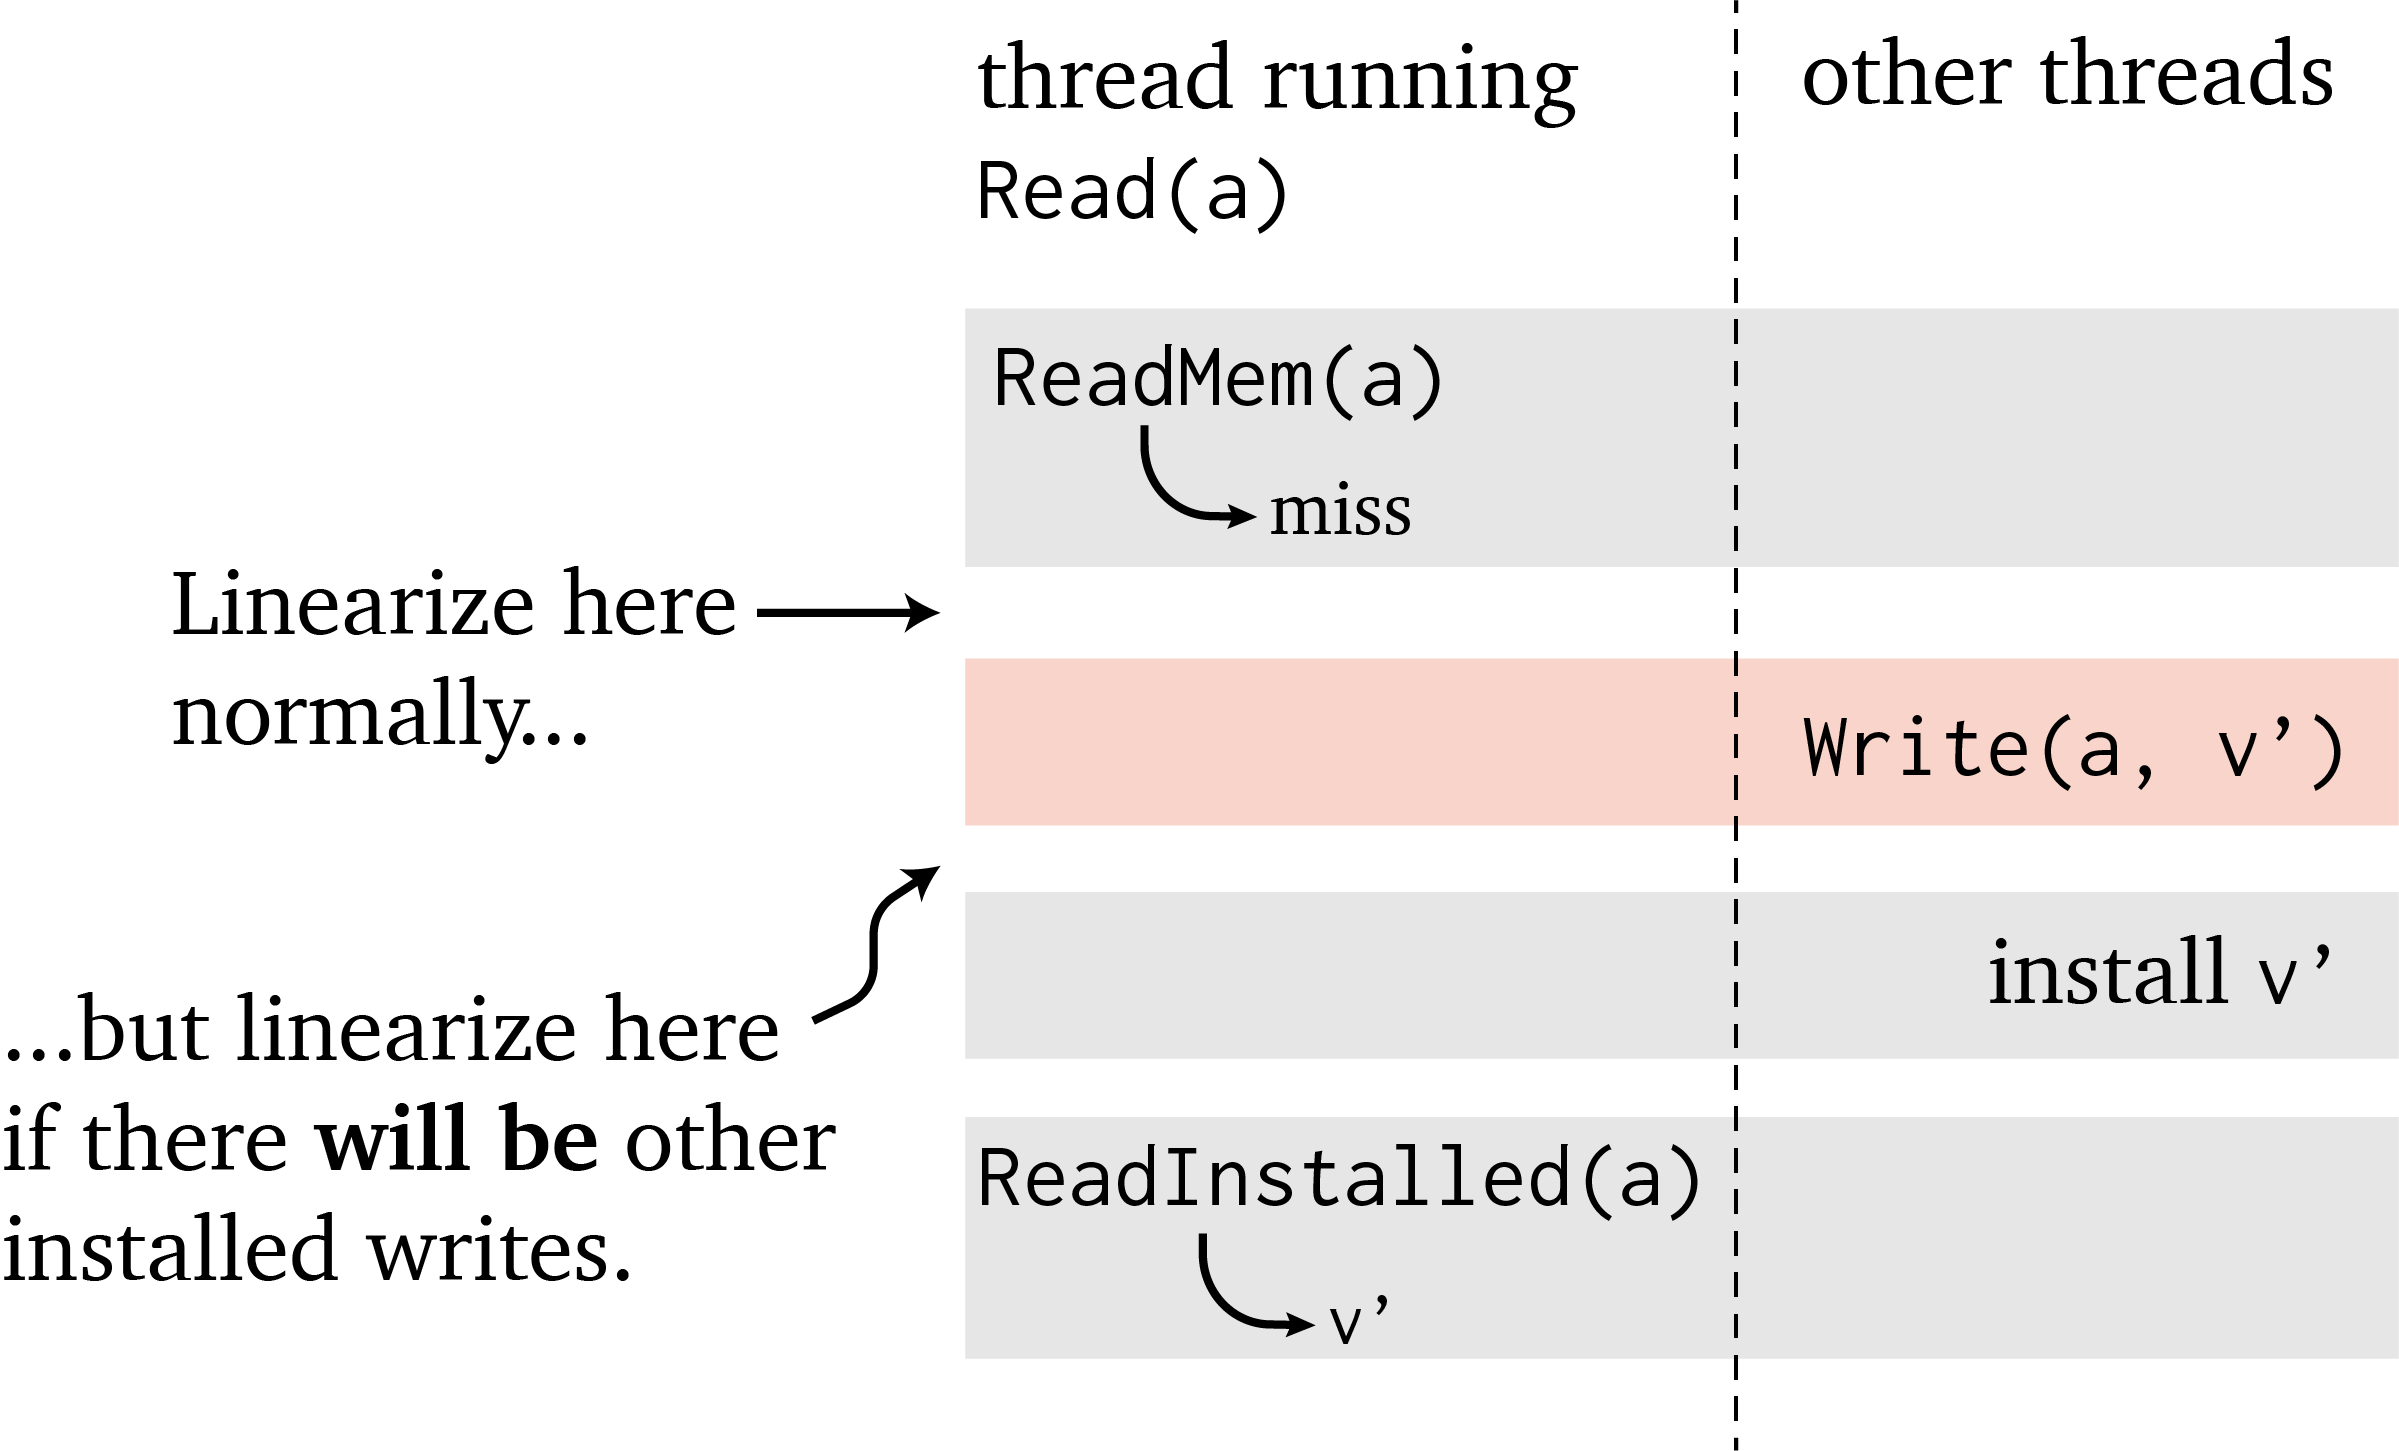 thread running
Read(a)
other threads
ReadMem(a)
miss
Linearize here
normally...
Write(a, v’)
install v’
...but linearize here
if there will be other
installed writes.
ReadInstalled(a)
v’